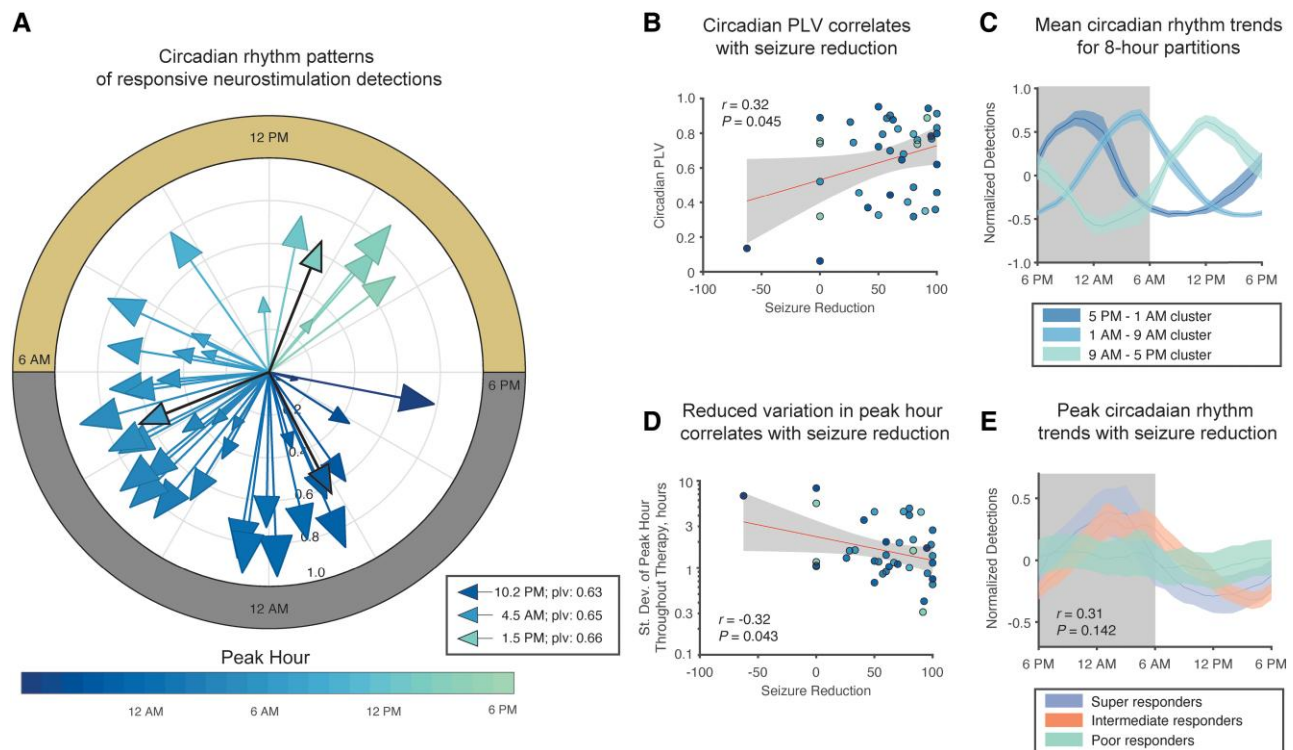 A
Circadian rhythm patterns
of responsive neurostimulation detections
12 PM
6 AM
6 PM
0.2
0.4
0.6
0.8
1.0
12 AM
10.2 PM; plv: 0.63
4.5 AM; plv: 0.65
1.5 PM; plv: 0.66
Peak Hour
12 AM 6 AM 12 PM 6 PM
B
Circadian PLV correlates
with seizure reduction
r = 0.32
P = 0.045
Circadian PLV
1.0
0.8
0.6
0.4
0.2
0
-100 -50 0 50 100
Seizure Reduction
C
Mean circadian rhythm trends
for 8-hour partitions
Normalized Detections
1.0
0.5
0
-0.5
-1.0
6 PM 12 AM 6 AM 12 PM 6 PM
5 PM - 1 AM cluster
1 AM - 9 AM cluster
9 AM - 5 PM cluster
D
Reduced variation in peak hour
correlates with seizure reduction
St. Dev. of Peak Hour
Throughout Therapy, hours
10
3
1
0.3
0.1
r = -0.32
P = 0.043
-100 -50 0 50 100
Seizure Reduction
E
Peak circadaian rhythm
trends with seizure reduction
Normalized Detections
0.5
0
-0.5
r = 0.31
P = 0.142
6 PM 12 AM 6 AM 12 PM 6 PM
Super responders
Intermediate responders
Poor responders